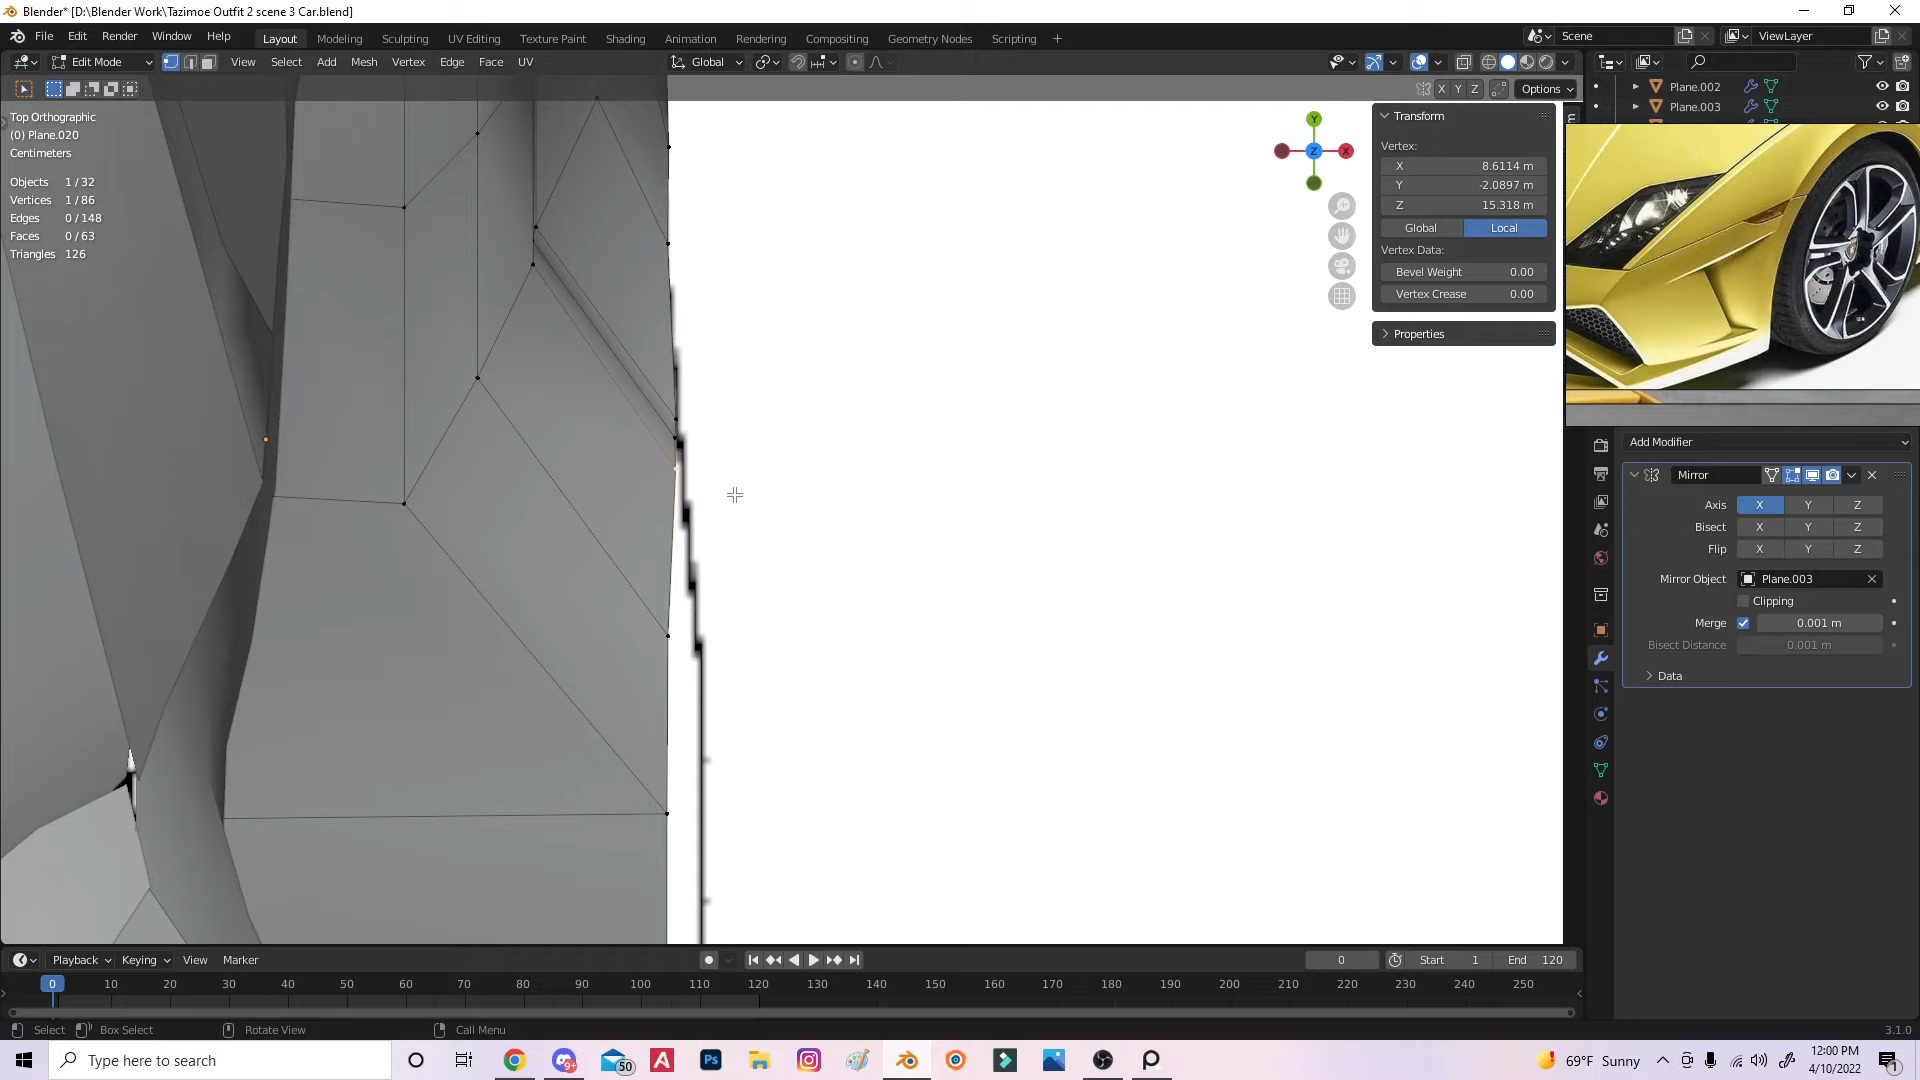 Blender* [D:\Blender Work\Tazimoe Outfit 2 scene 3 Car.blend]
File Edit Render Window Help Layout Modeling Sculpting UV Editing Texture Paint Shading Animation Rendering Compositing Geometry Nodes Scripting + Scene ViewLayer
Edit Mode View Select Add Mesh Vertex Edge Face UV Global
X Y Z Options
Plane.002
Plane.003
Top Orthographic
(0) Plane.020
Centimeters
Objects 1 / 32
Vertices 1 / 86
Edges 0 / 148
Faces 0 / 63
Triangles 126
Y
Z X
Transform
Vertex:
X 8.6114 m
Y -2.0897 m
Z 15.318 m
Global Local
Vertex Data:
Bevel Weight 0.00
Vertex Crease 0.00
Properties
Add Modifier
Mirror
Axis X Y Z
Bisect X Y Z
Flip X Y Z
Mirror Object Plane.003
Clipping
Merge 0.001 m
Bisect Distance 0.001 m
Data
Playback Keying View Marker 0 Start 1 End 120
0 10 20 30 40 50 60 70 80 90 100 110 120 130 140 150 160 170 180 190 200 210 220 230 240 250
Select Box Select Rotate View Call Menu 3.1.0
Type here to search 50 Ps 69°F Sunny 12:00 PM
4/10/2022